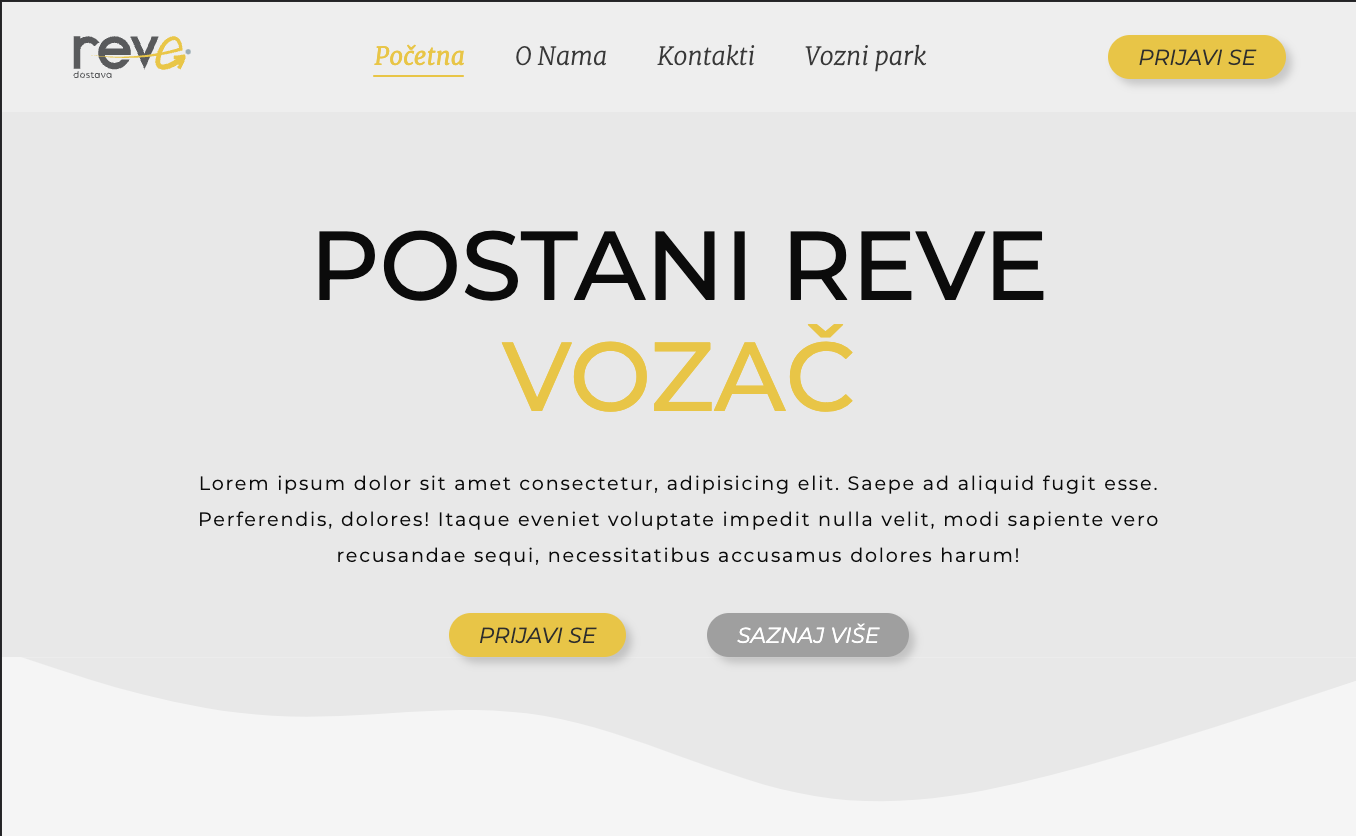 reve
dostava
Početna O Nama Kontakti Vozni park
PRIJAVI SE
POSTANI REVE
VOZAČ
Lorem ipsum dolor sit amet consectetur, adipisicing elit. Saepe ad aliquid fugit esse.
Perferendis, dolores! Itaque eveniet voluptate impedit nulla velit, modi sapiente vero
recusandae sequi, necessitatibus accusamus dolores harum!
PRIJAVI SE
SAZNAJ VIŠE